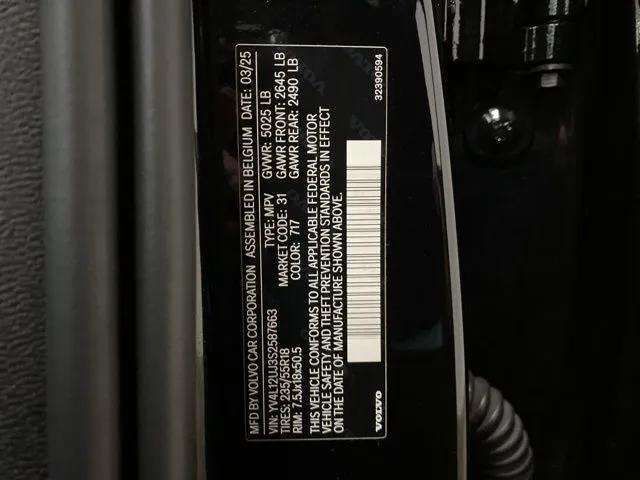 MFD BY VOLVO CAR CORPORATION ASSEMBLED IN BELGIUM DATE: 03/25
VIN: YV4L12UJ3S2587663 TYPE: MPV GVWR: 5025 LB
TIRES: 235/55R18 MARKET CODE: 31 GAWR FRONT: 2645 LB
RIM: 7.5Jx18x50.5 COLOR: 717 GAWR REAR: 2490 LB
THIS VEHICLE CONFORMS TO ALL APPLICABLE FEDERAL MOTOR
VEHICLE SAFETY AND THEFT PREVENTION STANDARDS IN EFFECT
ON THE DATE OF MANUFACTURE SHOWN ABOVE.
VOLVO 32390594